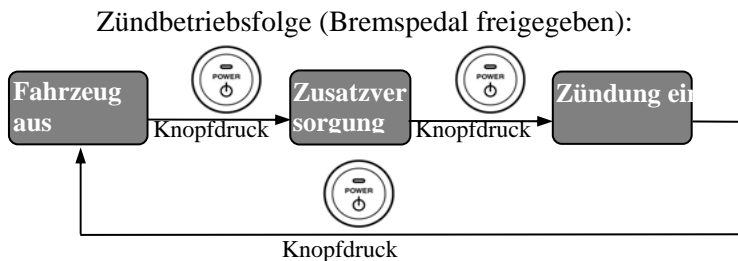 Zündbetriebsfolge (Bremspedal freigegeben):
POWER
POWER
Fahrzeug
aus
Zusatzver
sorgung
Zündung ein
Knopfdruck
Knopfdruck
POWER
Knopfdruck